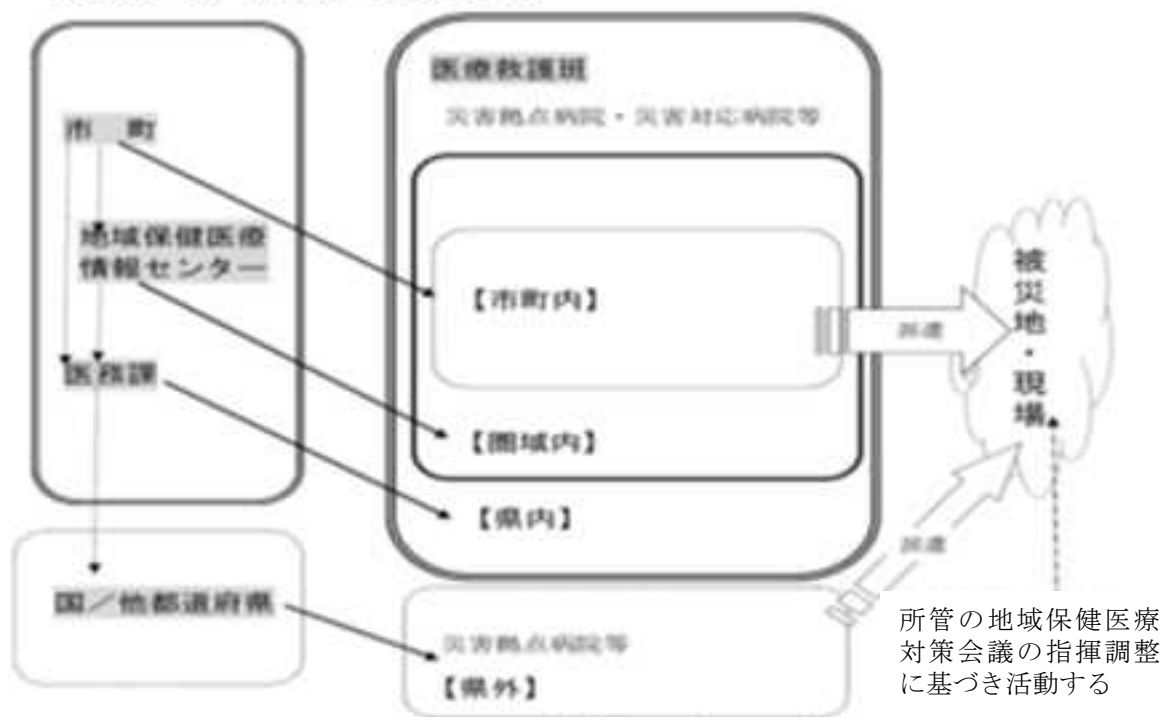 医療救護班
災害拠点病院・災害対応病院等
市　町
地域保健医療
情報センター
医務課
【市町内】
【圏域内】
【県内】
派遣
被災地・現場
派遣
国／他都道府県
災害拠点病院等
【県外】
所管の地域保健医療
対策会議の指揮調整
に基づき活動する